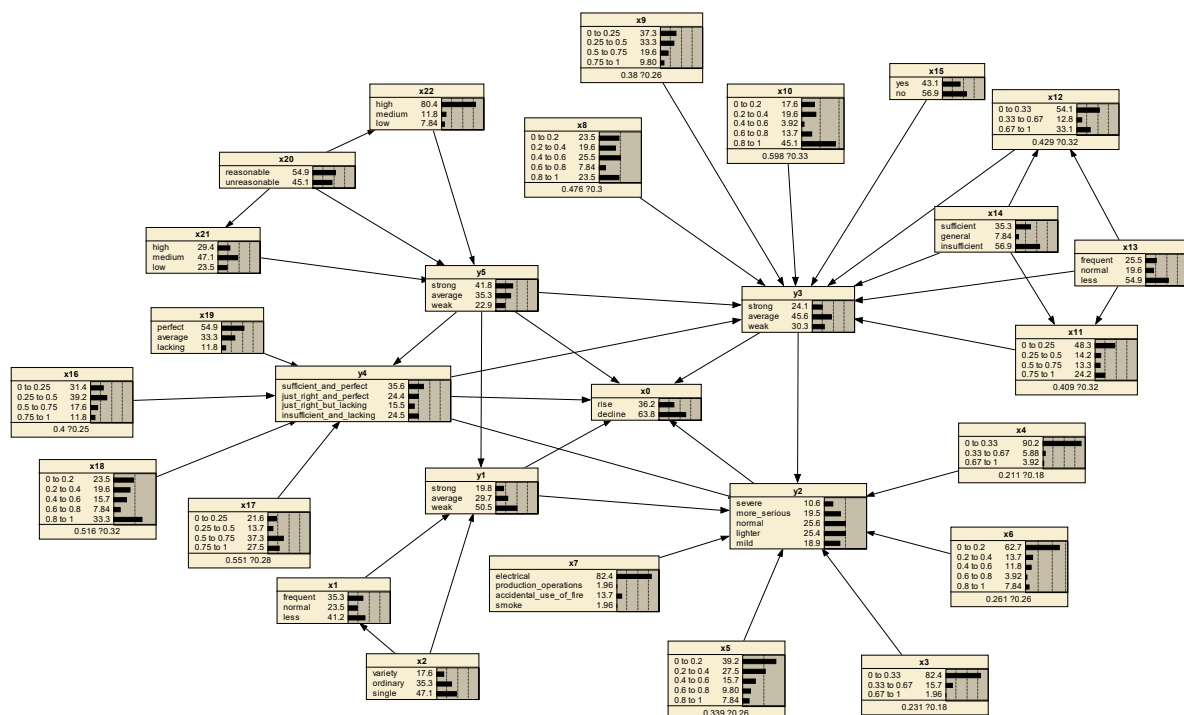 x9
0 to 0.25 37.3
0.25 to 0.5 33.3
0.5 to 0.75 19.6
0.75 to 1 9.80
0.38 ?0.26
x15
yes 43.1
no 56.9
x22
high 80.4
medium 11.8
low 7.84
x10
0 to 0.2 17.6
0.2 to 0.4 19.6
0.4 to 0.6 3.92
0.6 to 0.8 13.7
0.8 to 1 45.1
0.598 ?0.33
x12
0 to 0.33 54.1
0.33 to 0.67 12.8
0.67 to 1 33.1
0.429 ?0.32
x8
0 to 0.2 23.5
0.2 to 0.4 19.6
0.4 to 0.6 25.5
0.6 to 0.8 7.84
0.8 to 1 23.5
0.476 ?0.3
x20
reasonable 54.9
unreasonable 45.1
x14
sufficient 35.3
general 7.84
insufficient 56.9
x21
high 29.4
medium 47.1
low 23.5
x13
frequent 25.5
normal 19.6
less 54.9
y5
strong 41.8
average 35.3
weak 22.9
y3
strong 24.1
average 45.6
weak 30.3
x19
perfect 54.9
average 33.3
lacking 11.8
x11
0 to 0.25 48.3
0.25 to 0.5 14.2
0.5 to 0.75 13.3
0.75 to 1 24.2
0.409 ?0.32
x16
0 to 0.25 31.4
0.25 to 0.5 39.2
0.5 to 0.75 17.6
0.75 to 1 11.8
0.4 ?0.25
y4
sufficient_and_perfect 35.6
just_right_and_perfect 24.4
just_right_but_lacking 15.5
insufficient_and_lacking 24.5
x0
rise 36.2
decline 63.8
x4
0 to 0.33 90.2
0.33 to 0.67 5.88
0.67 to 1 3.92
0.211 ?0.18
x18
0 to 0.2 23.5
0.2 to 0.4 19.6
0.4 to 0.6 15.7
0.6 to 0.8 7.84
0.8 to 1 33.3
0.516 ?0.32
y1
strong 19.8
average 29.7
weak 50.5
y2
severe 10.6
more_serious 19.5
normal 25.6
lighter 25.4
mild 18.9
x17
0 to 0.25 21.6
0.25 to 0.5 13.7
0.5 to 0.75 37.3
0.75 to 1 27.5
0.551 ?0.28
x6
0 to 0.2 62.7
0.2 to 0.4 13.7
0.4 to 0.6 11.8
0.6 to 0.8 3.92
0.8 to 1 7.84
0.261 ?0.26
x7
electrical 82.4
production_operations 1.96
accidental_use_of_fire 13.7
smoke 1.96
x1
frequent 35.3
normal 23.5
less 41.2
x2
variety 17.6
ordinary 35.3
single 47.1
x5
0 to 0.2 39.2
0.2 to 0.4 27.5
0.4 to 0.6 15.7
0.6 to 0.8 9.80
0.8 to 1 7.84
0.339 ?0.26
x3
0 to 0.33 82.4
0.33 to 0.67 15.7
0.67 to 1 1.96
0.231 ?0.18